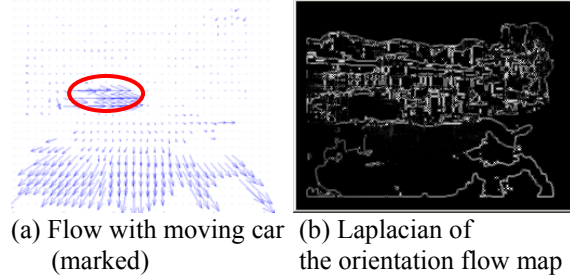 (a) Flow with moving car
(marked)
(b) Laplacian of
the orientation flow map